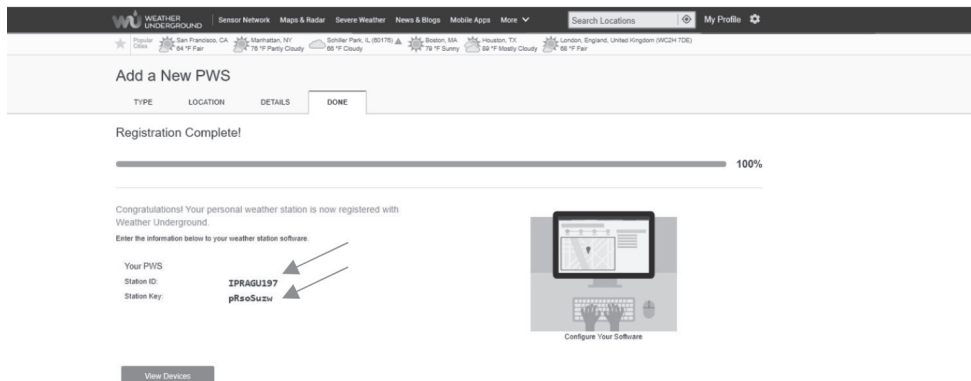 WEATHER UNDERGROUND Sensor Network Maps & Radar Severe Weather News & Blogs Mobile Apps More Search Locations My Profile
Popular Cities San Francisco, CA Manhattan, NY Schiller Park, IL (60176) Boston, MA Houston, TX London, England, United Kingdom (WC2H 7DE)
64 °F Fair 76 °F Partly Cloudy 66 °F Cloudy 79 °F Sunny 89 °F Mostly Cloudy 68 °F Fair
Add a New PWS
TYPE LOCATION DETAILS DONE
Registration Complete!
100%
Congratulations! Your personal weather station is now registered with
Weather Underground.
Enter the information below to your weather station software.
Your PWS
Station ID: IPRAGU197
Station Key: pRsoSuzw
Configure Your Software
View Devices